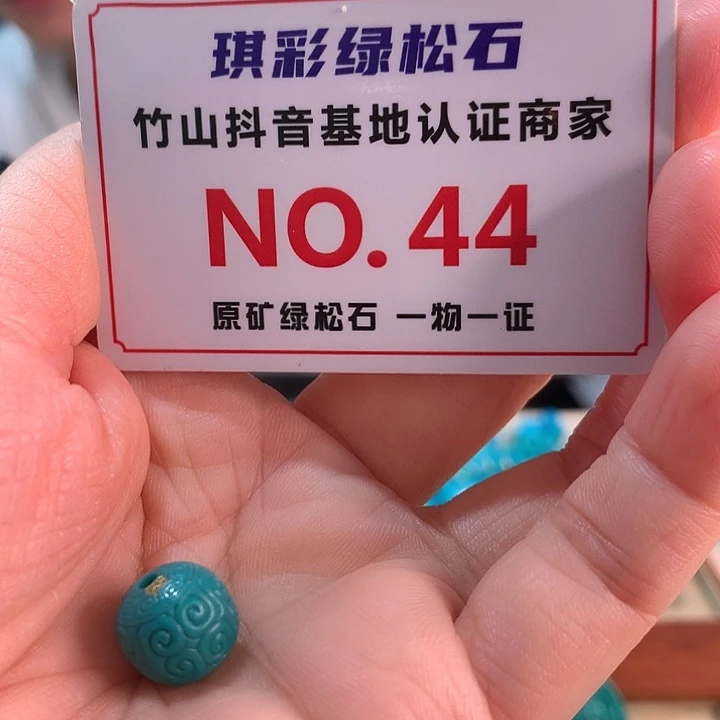 琪彩绿松石
竹山抖音基地认证商家
NO.44
原矿绿松石 一物一证